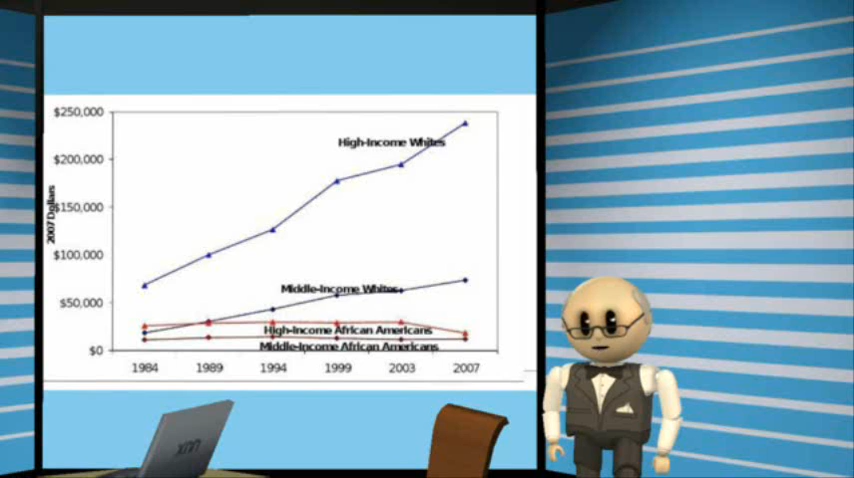 $250,000
High-Income Whites
$200,000
2007 Dollars
$150,000
$100,000
Middle-Income Whites
$50,000
High-Income African Americans
Middle-Income African Americans
$0
1984 1989 1994 1999 2003 2007